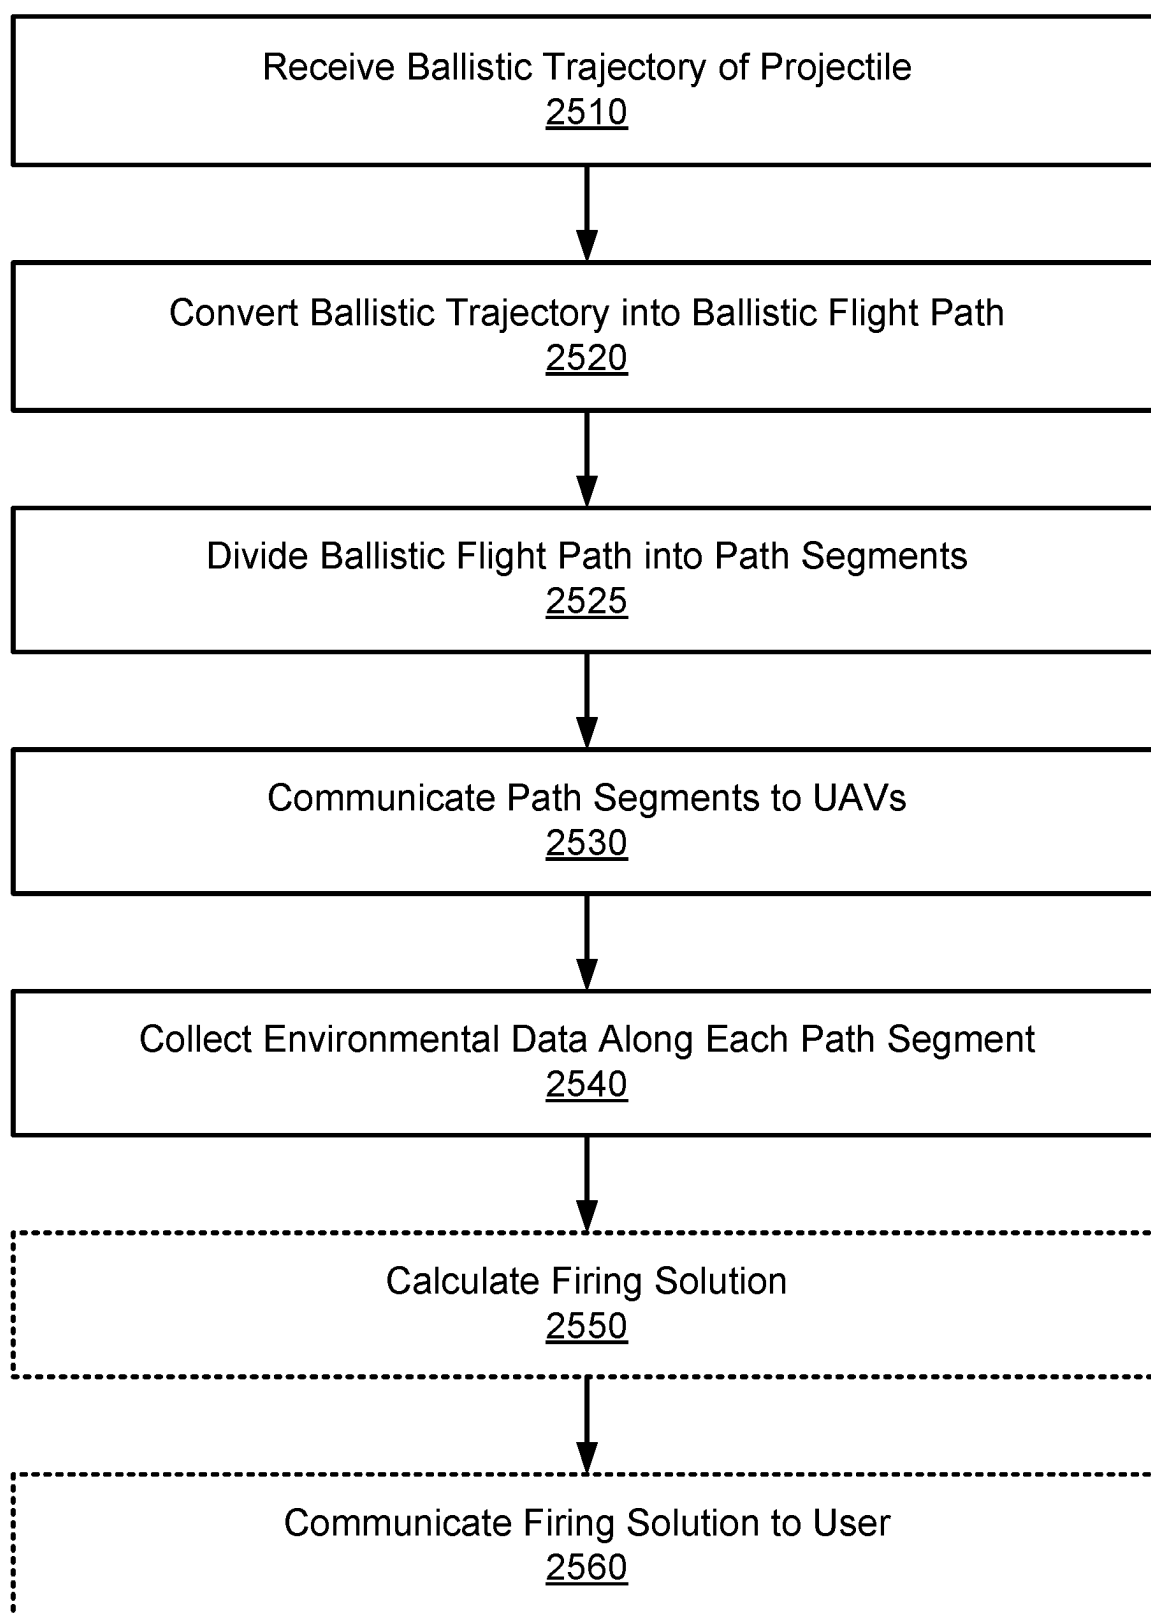 Receive Ballistic Trajectory of Projectile
2510
Convert Ballistic Trajectory into Ballistic Flight Path
2520
Divide Ballistic Flight Path into Path Segments
2525
Communicate Path Segments to UAVs
2530
Collect Environmental Data Along Each Path Segment
2540
Calculate Firing Solution
2550
Communicate Firing Solution to User
2560